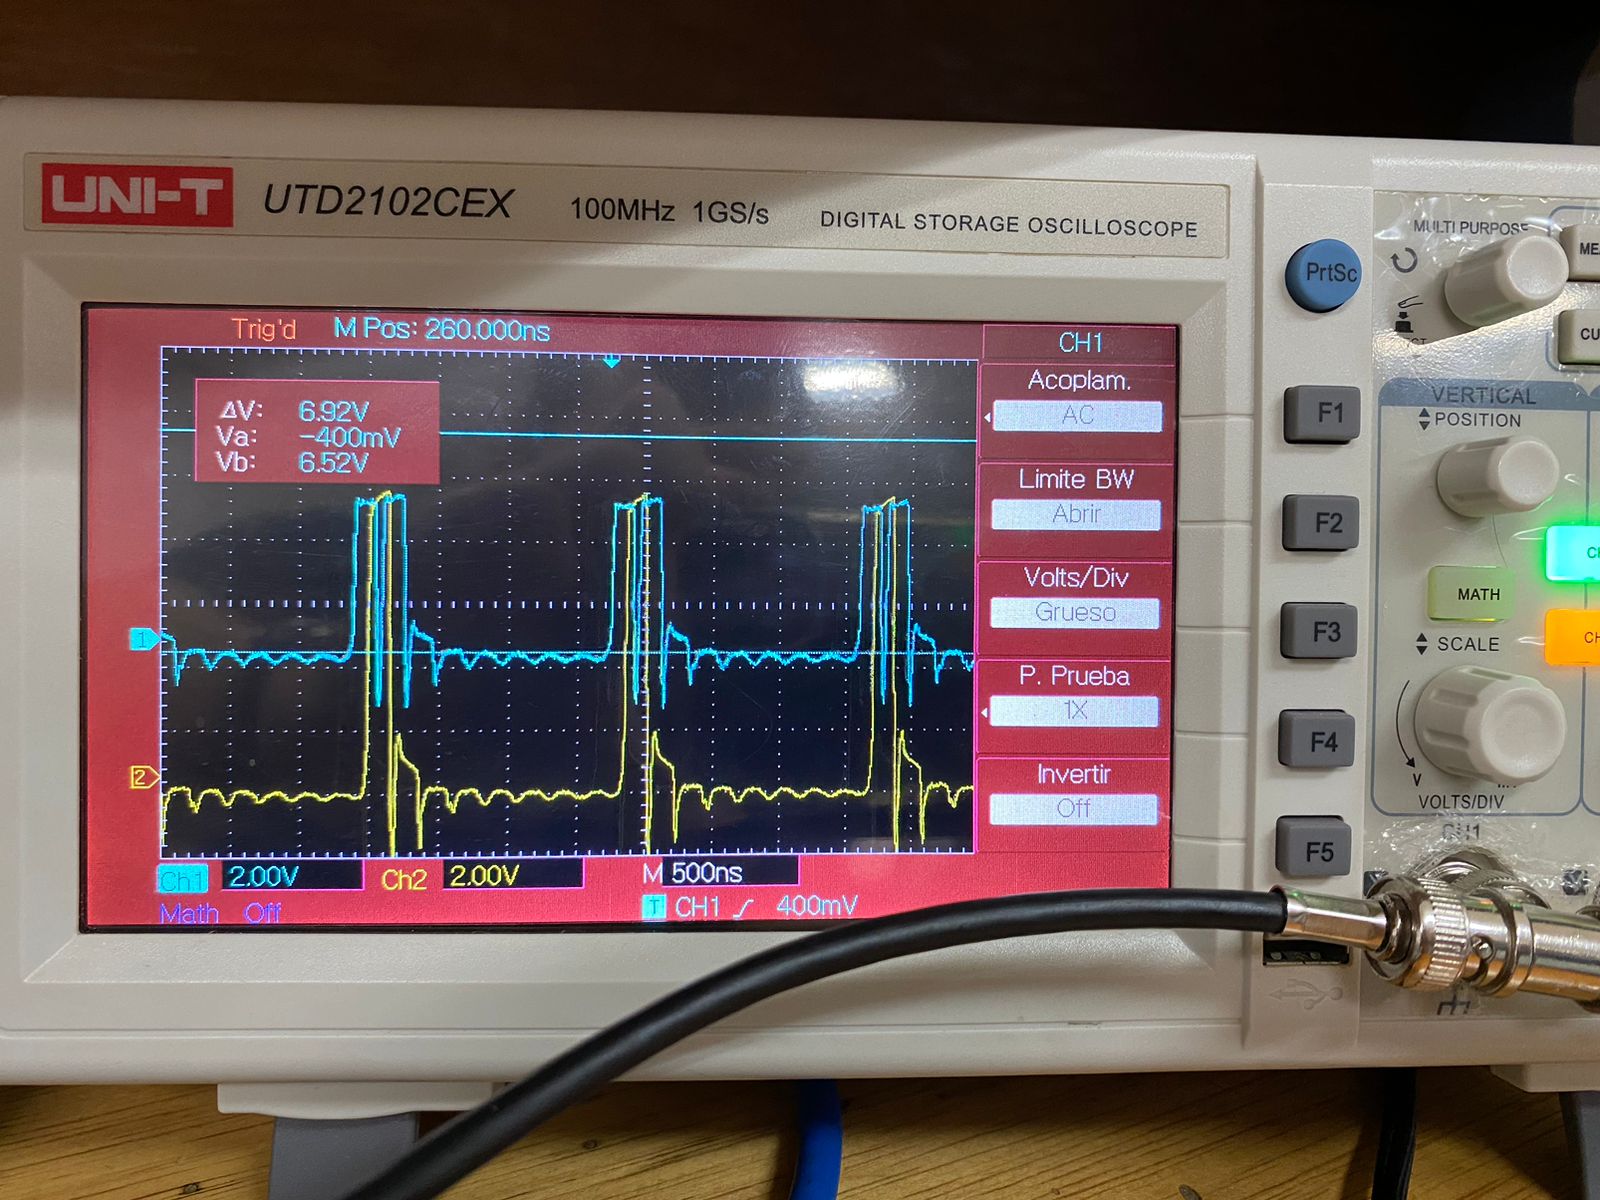 UNI-T UTD2102CEX 100MHz 1GS/s DIGITAL STORAGE OSCILLOSCOPE
Trig'd M Pos: 260.000ns
ΔV: 6.92V
Va: -400mV
Vb: 6.52V
1
2
CH1
Acoplam.
AC
Limite BW
Abrir
Volts/Div
Grueso
P. Prueba
1X
Invertir
Off
Ch1 2.00V Ch2 2.00V M 500ns
Math Off
T CH1 400mV
PrtSc
F1
F2
F3
F4
F5
MULTI PURPOSE
VERTICAL
POSITION
MATH
SCALE
V
VOLTS/DIV
CH1